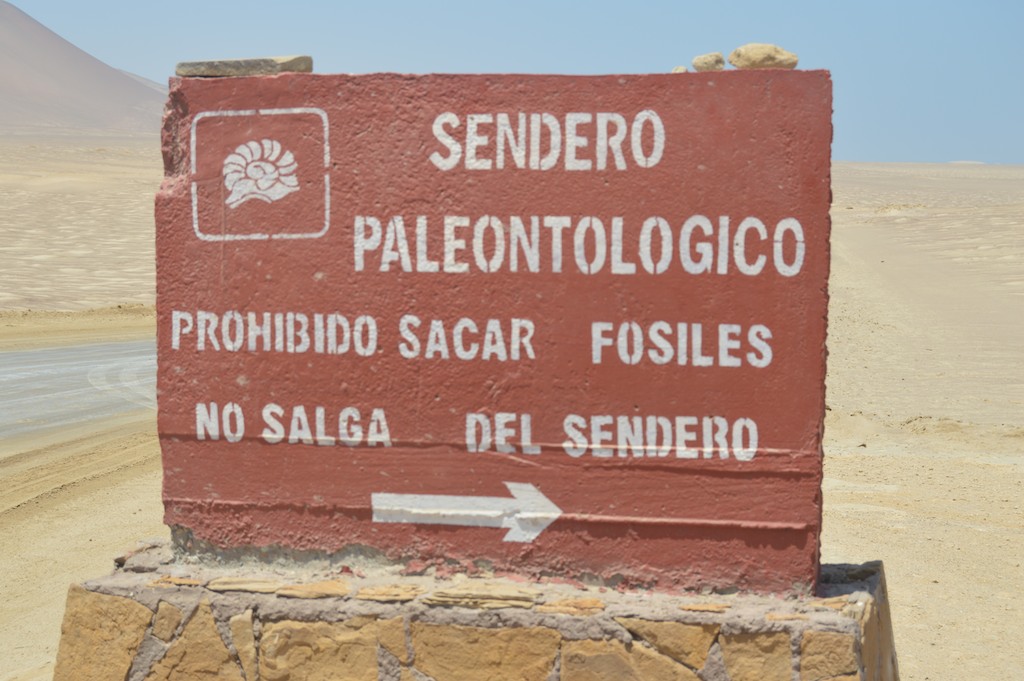 SENDERO
PALEONTOLOGICO
PROHIBIDO SACAR FOSILES
NO SALGA DEL SENDERO